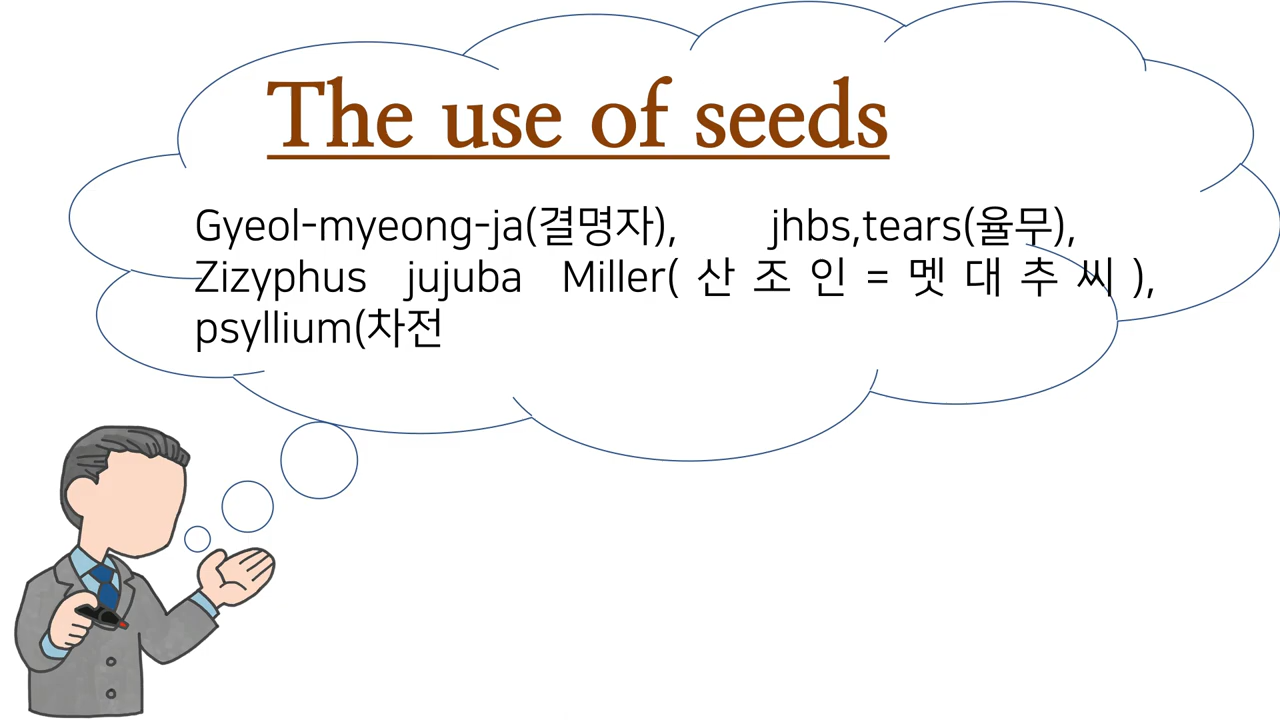 The use of seeds
Gyeol-myeong-ja(결명자), jhbs,tears(율무),
Zizyphus jujuba Miller( 산 조 인 = 멧 대 추 씨 ),
psyllium(차전